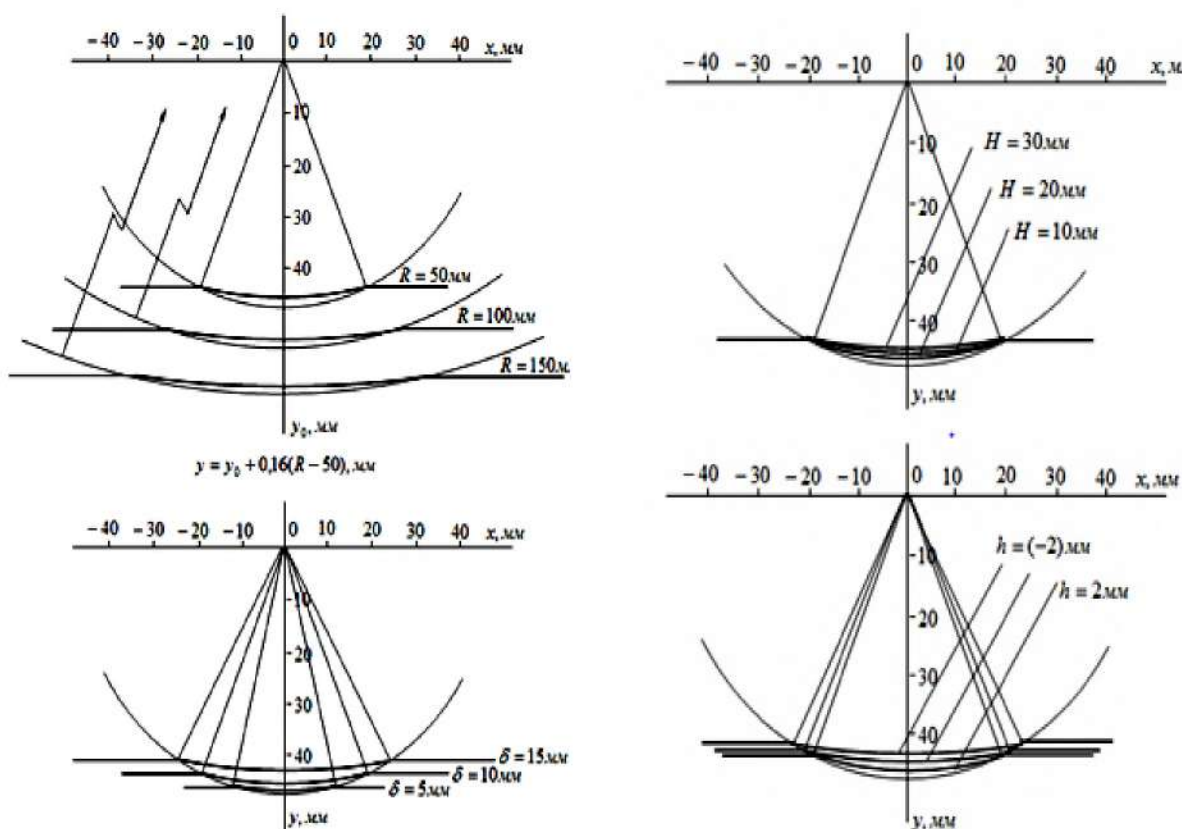 −40 −30 −20 −10 0 10 20 30 40 x, мм
10
20
30
40
R = 50мм
R = 100мм
R = 150м
y₀, мм
y = y₀ + 0,16(R − 50), мм
−40 −30 −20 −10 0 10 20 30 40 x, м
10
20
30
40
H = 30мм
H = 20мм
H = 10мм
y, мм
−40 −30 −20 −10 0 10 20 30 40 x, мм
10
20
30
40
δ = 15мм
δ = 10мм
δ = 5мм
y, мм
−40 −30 −20 −10 0 10 20 30 40 x, мм
10
20
30
40
h = (−2)мм
h = 2мм
y, мм